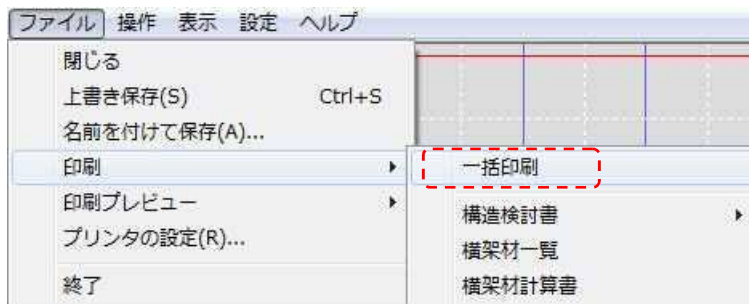 ファイル 操作 表示 設定 ヘルプ
閉じる
上書き保存(S) Ctrl+S
名前を付けて保存(A)...
印刷
一括印刷
印刷プレビュー
構造検討書
プリンタの設定(R)...
横架材一覧
終了
横架材計算書